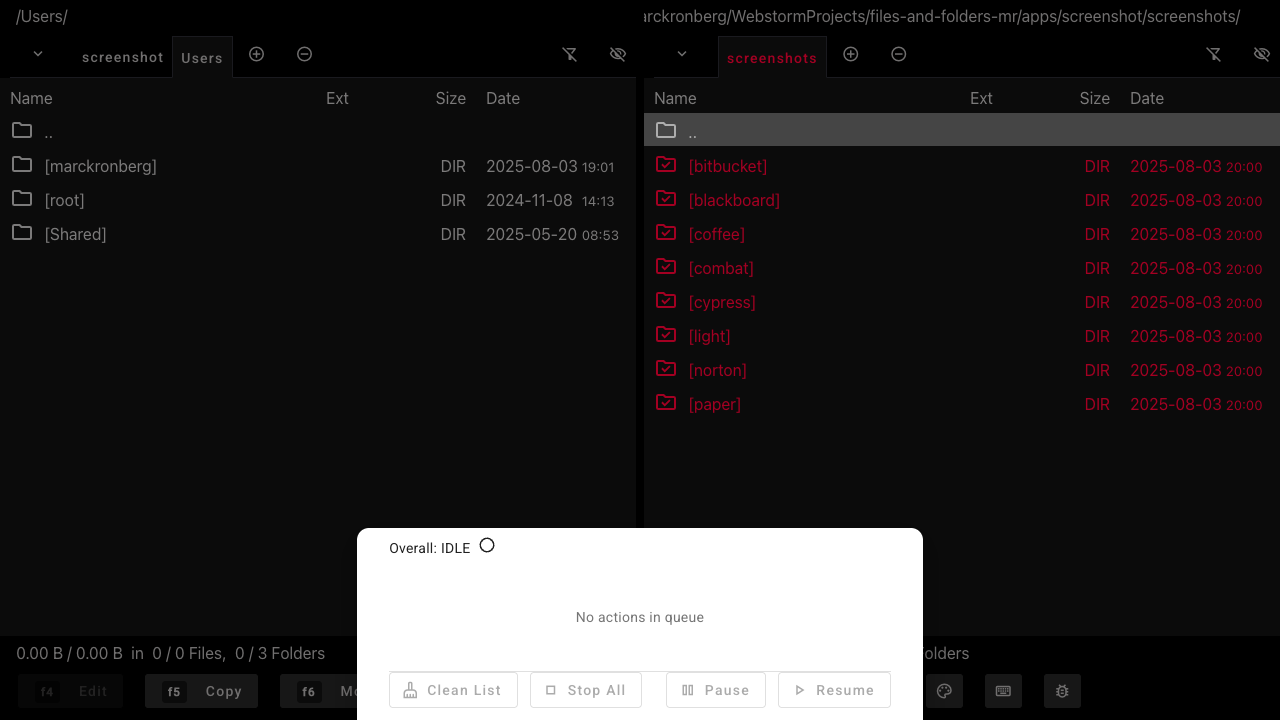 /Users/
screenshot Users
Name Ext Size Date
..
[marckronberg] DIR 2025-08-03 19:01
[root] DIR 2024-11-08 14:13
[Shared] DIR 2025-05-20 08:53
0.00 B / 0.00 B in 0 / 0 Files, 0 / 3 Folders
f4 Edit f5 Copy f6
arckronberg/WebstormProjects/files-and-folders-mr/apps/screenshot/screenshots/
screenshots
Name Ext Size Date
..
[bitbucket] DIR 2025-08-03 20:00
[blackboard] DIR 2025-08-03 20:00
[coffee] DIR 2025-08-03 20:00
[combat] DIR 2025-08-03 20:00
[cypress] DIR 2025-08-03 20:00
[light] DIR 2025-08-03 20:00
[norton] DIR 2025-08-03 20:00
[paper] DIR 2025-08-03 20:00
olders
Overall: IDLE
No actions in queue
Clean List Stop All Pause Resume